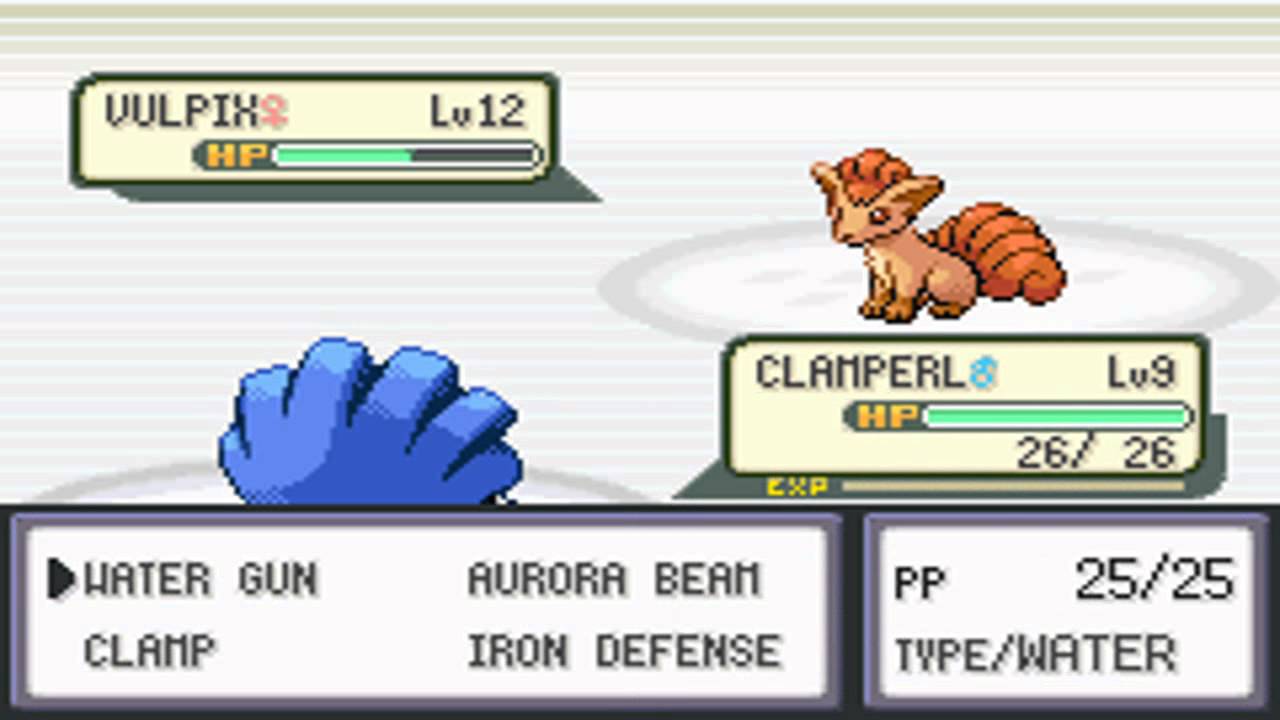 VULPIX♀ Lv12
HP
CLAMPERL♂ Lv9
HP
26/ 26
EXP
WATER GUN AURORA BEAM
CLAMP IRON DEFENSE
PP 25/25
TYPE/WATER